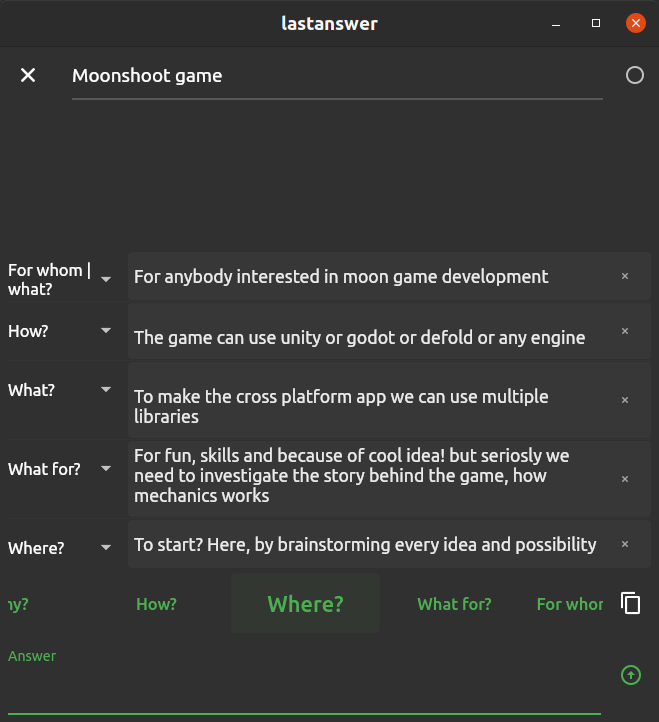 lastanswer
Moonshoot game
For whom |
what?
For anybody interested in moon game development
How?
The game can use unity or godot or defold or any engine
What?
To make the cross platform app we can use multiple
libraries
What for?
For fun, skills and because of cool idea! but seriosly we
need to investigate the story behind the game, how
mechanics works
Where?
To start? Here, by brainstorming every idea and possibility
How?
Where?
What for?
For whor
Answer